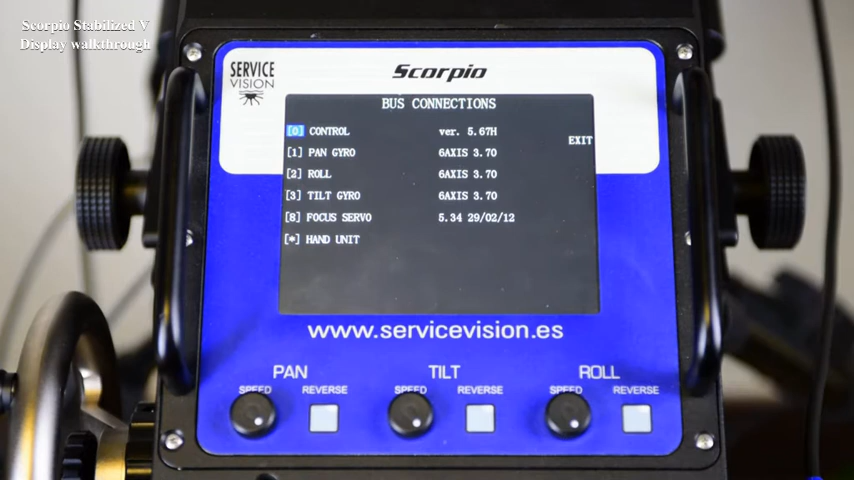 Scorpio Stabilized V
Display walkthrough
SERVICE
VISION
Scorpio
BUS CONNECTIONS
[0] CONTROL ver. 5.67H
EXIT
[1] PAN GYRO 6AXIS 3.70
[2] ROLL 6AXIS 3.70
[3] TILT GYRO 6AXIS 3.70
[8] FOCUS SERVO 5.34 29/02/12
[*] HAND UNIT
www.servicevision.es
PAN TILT ROLL
SPEED REVERSE SPEED REVERSE SPEED REVERSE